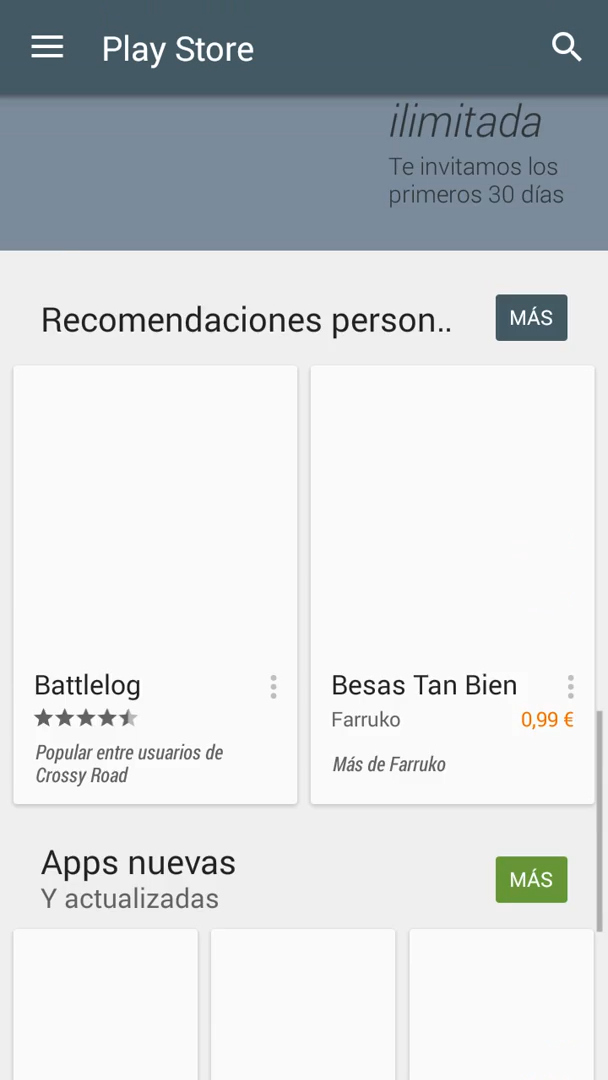 Play Store
ilimitada
Te invitamos los
primeros 30 días
Recomendaciones person..
MÁS
Battlelog
Popular entre usuarios de
Crossy Road
Besas Tan Bien
Farruko
0,99 €
Más de Farruko
Apps nuevas
Y actualizadas
MÁS